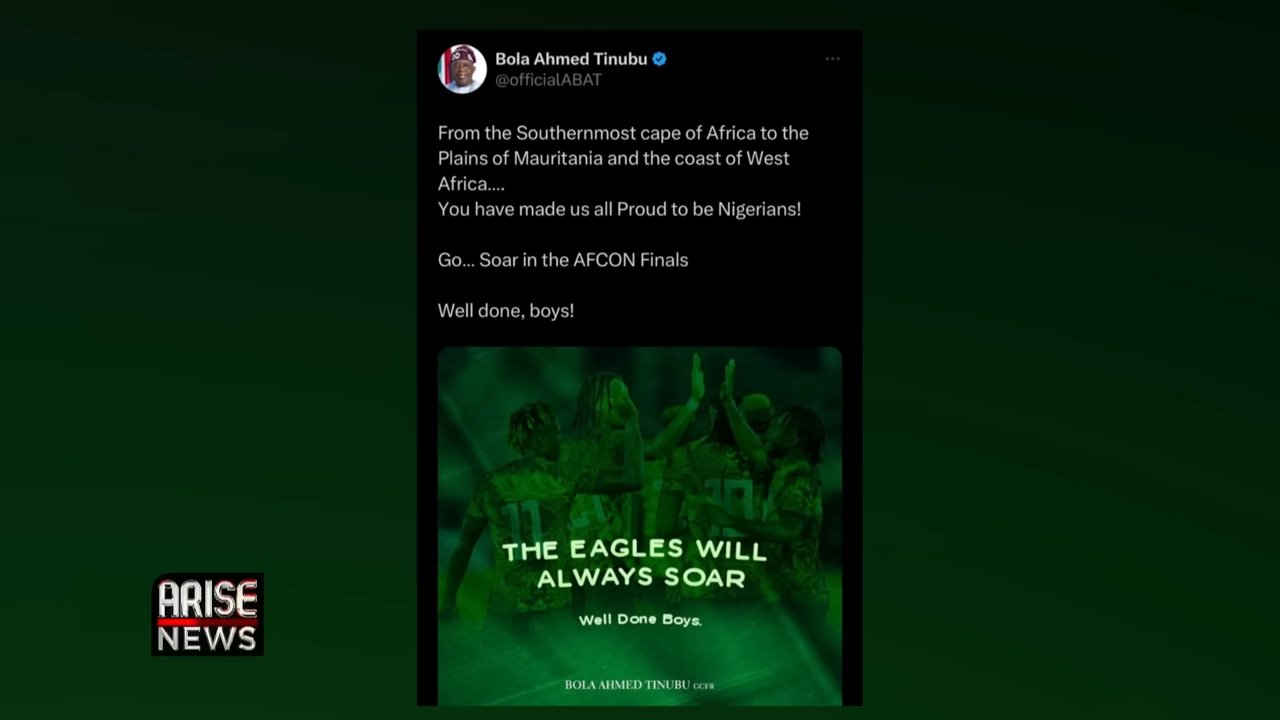 Bola Ahmed Tinubu
@officialABAT
From the Southernmost cape of Africa to the
Plains of Mauritania and the coast of West
Africa....
You have made us all Proud to be Nigerians!
Go... Soar in the AFCON Finals
Well done, boys!
11
19
THE EAGLES WILL
ALWAYS SOAR
Well Done Boys.
BOLA AHMED TINUBU GCFR
ARISE
NEWS